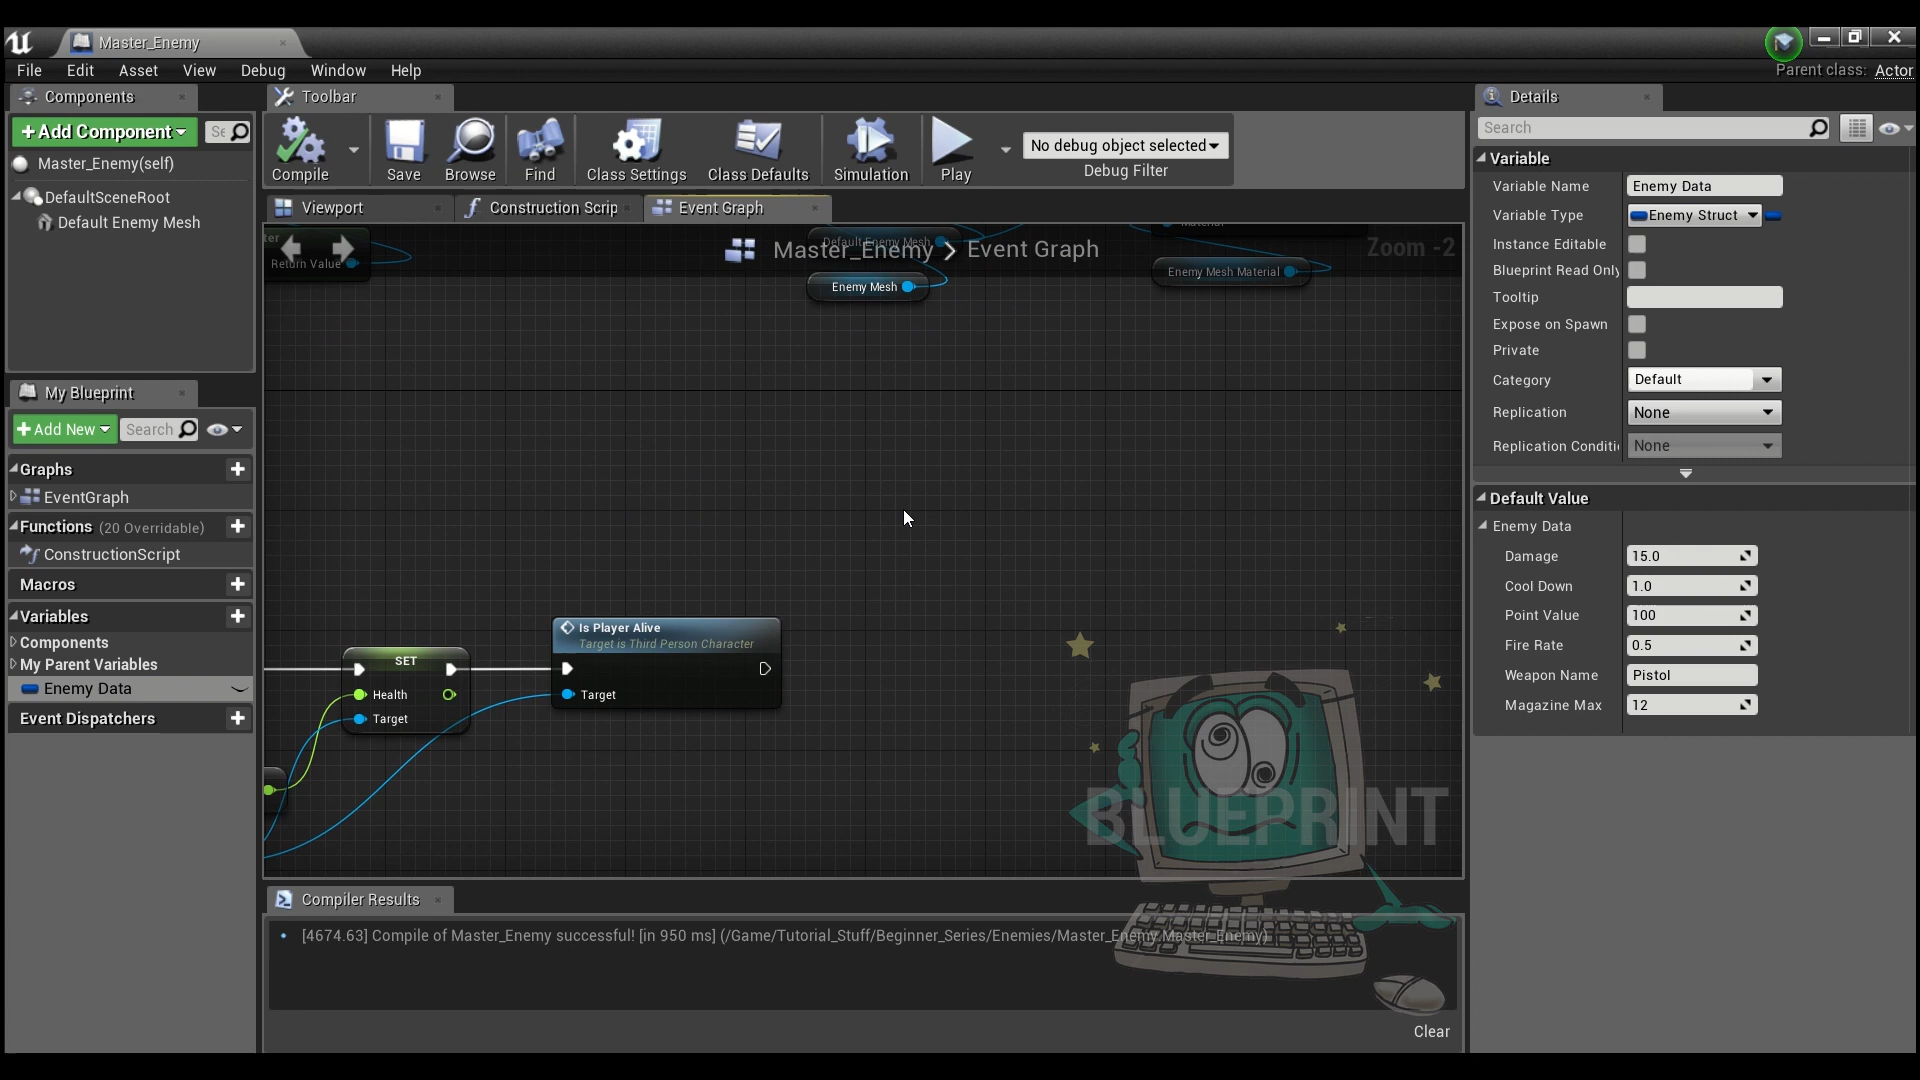 Master_Enemy
File Edit Asset View Debug Window Help
Parent class: Actor
Components
+Add Component
Se
Master_Enemy(self)
DefaultSceneRoot
Default Enemy Mesh
My Blueprint
+Add New
Search
Graphs
EventGraph
Functions (20 Overridable)
ConstructionScript
Macros
Variables
Components
My Parent Variables
Enemy Data
Event Dispatchers
Toolbar
Compile
Save
Browse
Find
Class Settings
Class Defaults
Simulation
Play
No debug object selected
Debug Filter
Viewport
Construction Scrip
Event Graph
Master_Enemy > Event Graph
Zoom -2
ter
Return Value
Default Enemy Mesh
Enemy Mesh
Material
Enemy Mesh Material
SET
Health
Target
Is Player Alive
Target is Third Person Character
Target
BLUEPRINT
Compiler Results
[4674.63] Compile of Master_Enemy successful! [in 950 ms] (/Game/Tutorial_Stuff/Beginner_Series/Enemies/Master_Enemy.Master_Enemy)
Clear
Details
Search
Variable
Variable Name Enemy Data
Variable Type Enemy Struct
Instance Editable
Blueprint Read Only
Tooltip
Expose on Spawn
Private
Category Default
Replication None
Replication Conditi None
Default Value
Enemy Data
Damage 15.0
Cool Down 1.0
Point Value 100
Fire Rate 0.5
Weapon Name Pistol
Magazine Max 12